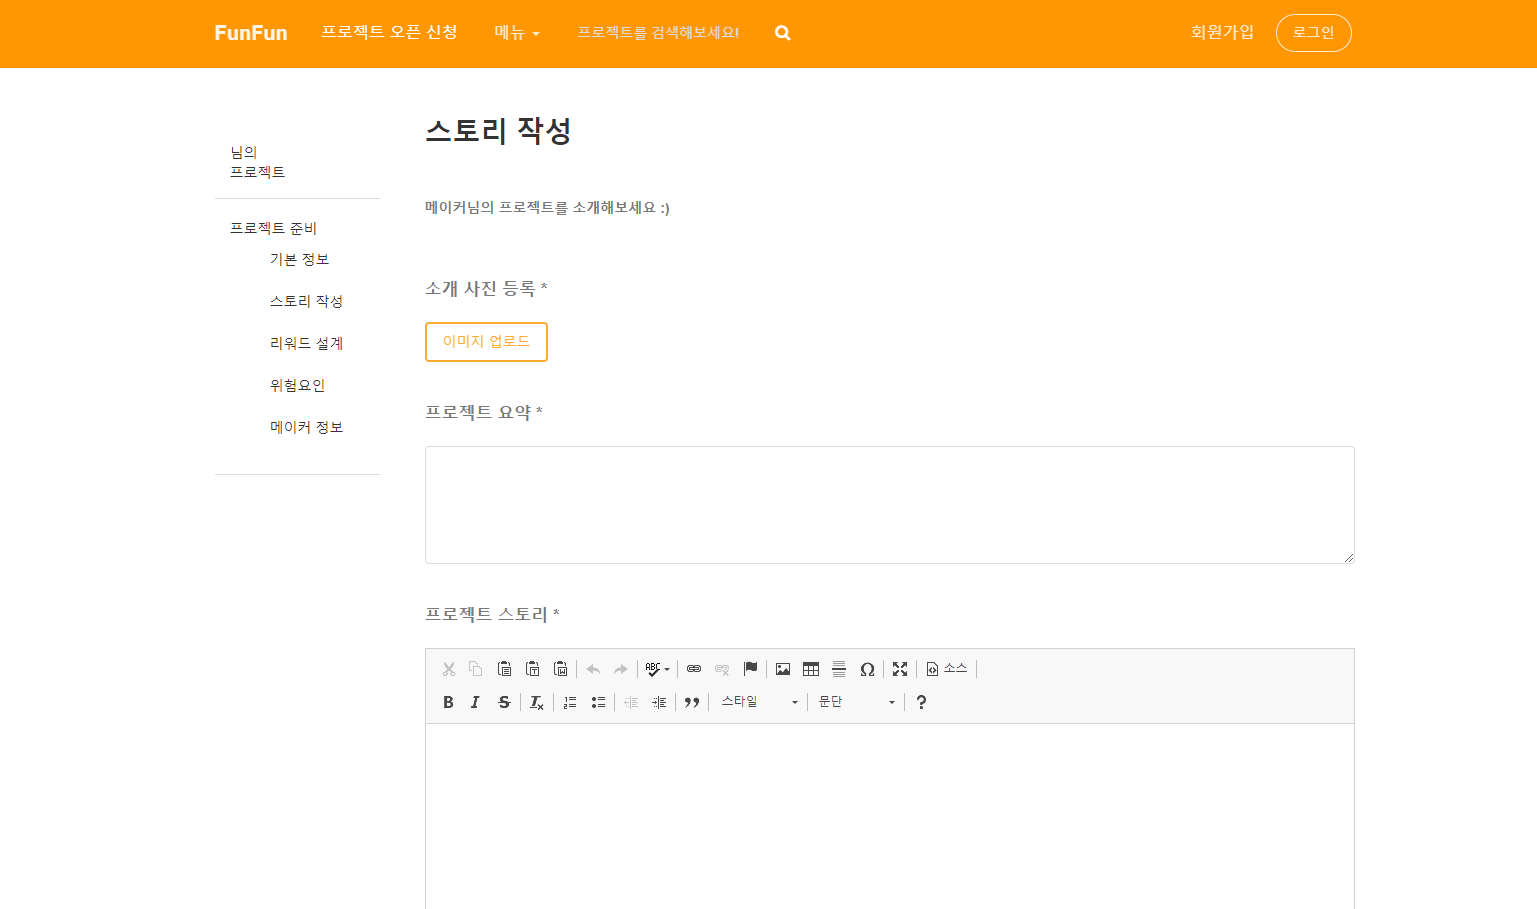 FunFun 프로젝트 오픈 신청 메뉴 프로젝트를 검색해보세요! 회원가입 로그인
님의
프로젝트
프로젝트 준비
기본 정보
스토리 작성
리워드 설계
위험요인
메이커 정보
스토리 작성
메이커님의 프로젝트를 소개해보세요 :)
소개 사진 등록 *
이미지 업로드
프로젝트 요약 *
프로젝트 스토리 *
ABC Ω 소스
B I S Tx 스타일 문단 ?